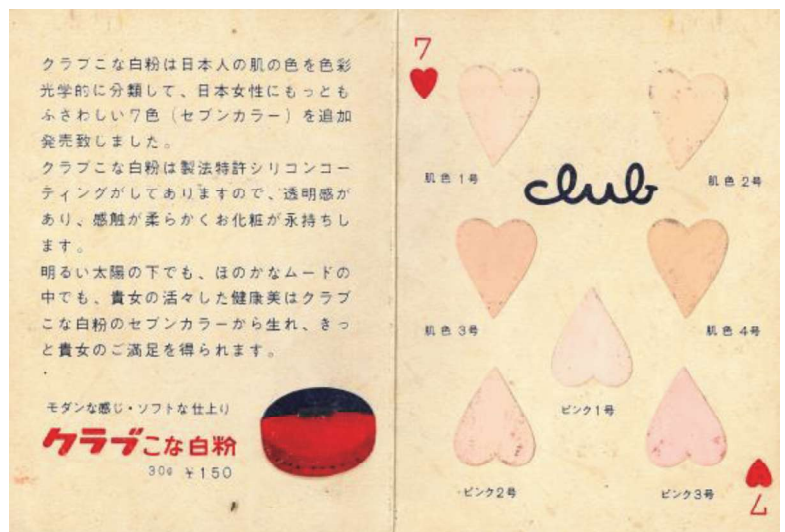 クラブこな白粉は日本人の肌の色を色彩
光学的に分類して、日本女性にもっとも
ふさわしい7色（セブンカラー）を追加
発売致しました。
クラブこな白粉は製法特許シリコンコー
ティングがしてありますので、透明感が
あり、感触が柔らかくお化粧が永持ちし
ます。
明るい太陽の下でも、ほのかなムードの
中でも、貴女の活々した健康美はクラブ
こな白粉のセブンカラーから生れ、きっ
と貴女のご満足を得られます。
モダンな感じ・ソフトな仕上り
クラブこな白粉
30g ¥150
7
肌色1号
club
肌色2号
肌色3号
肌色4号
ピンク1号
ピンク2号
ピンク3号
7